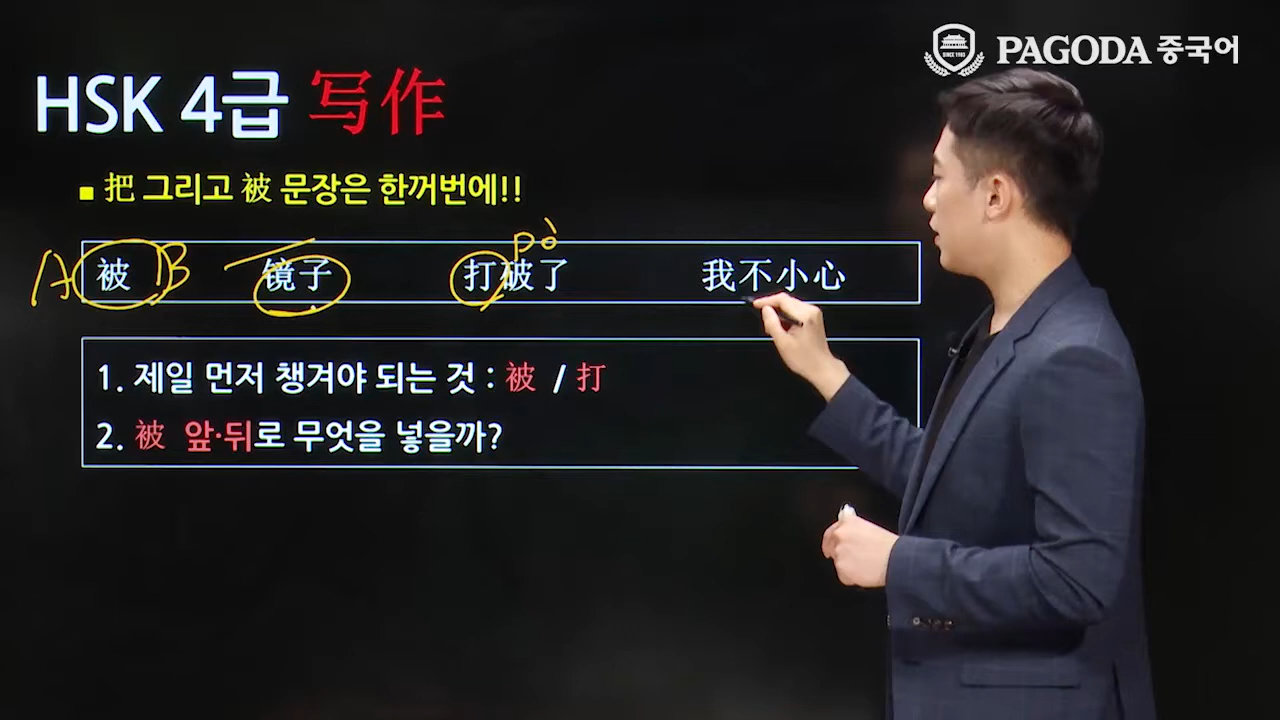 PAGODA 중국어
SINCE 1983
HSK 4급 写作
■ 把 그리고 被 문장은 한꺼번에!!
pò
A 被 B 镜子 打破了 我不小心
1. 제일 먼저 챙겨야 되는 것 : 被 / 打
2. 被 앞·뒤로 무엇을 넣을까?